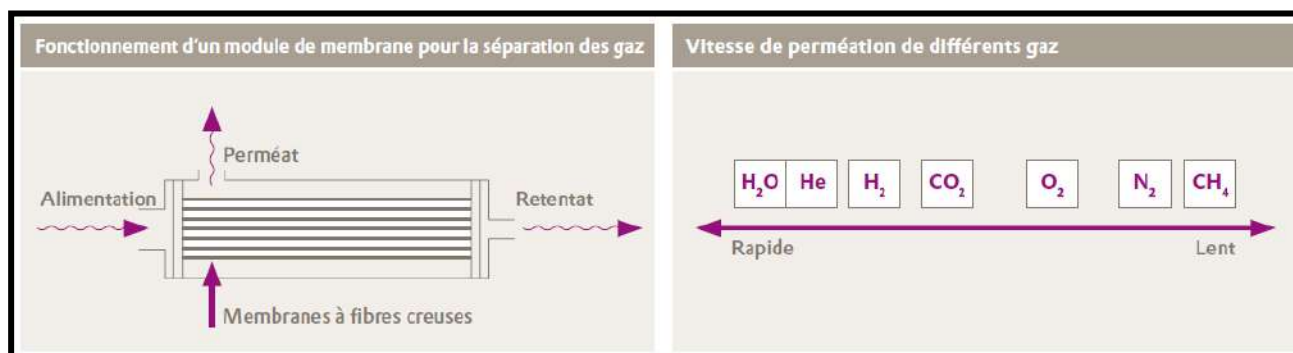 Fonctionnement d'un module de membrane pour la séparation des gaz
Perméat
Alimentation
Retentat
Membranes à fibres creuses
Vitesse de perméation de différents gaz
H₂O He H₂ CO₂ O₂ N₂ CH₄
Rapide Lent